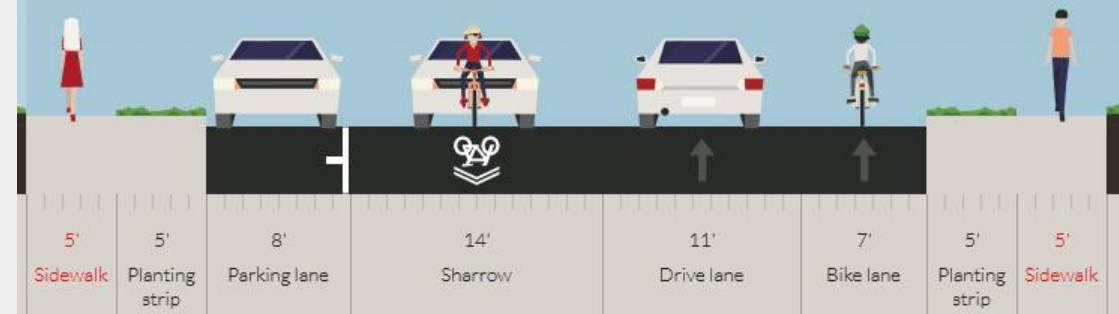 5' 5' 8' 14' 11' 7' 5' 5'
Sidewalk Planting strip Parking lane Sharrow Drive lane Bike lane Planting strip Sidewalk